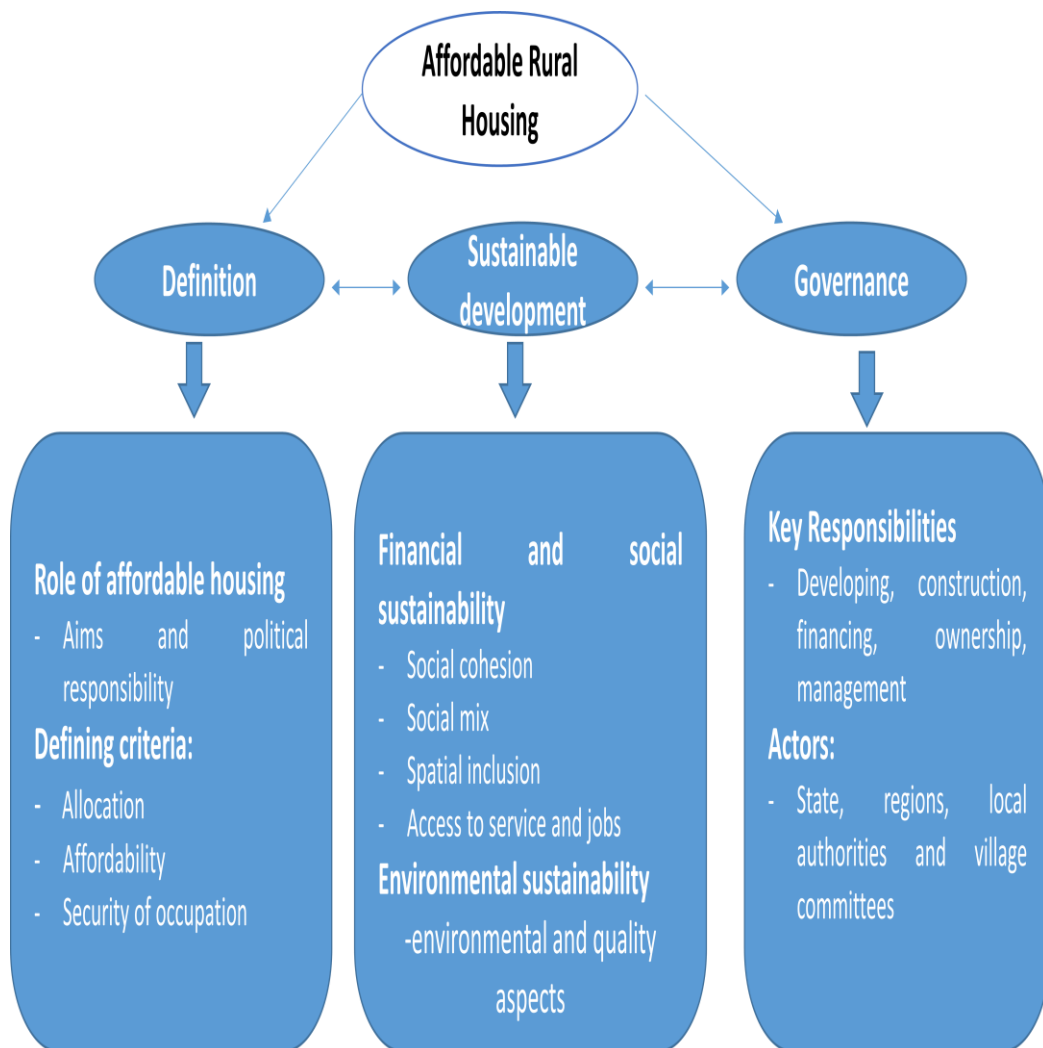 Affordable Rural
Housing
Definition
Sustainable
development
Governance
Role of affordable housing
- Aims and political
responsibility
Defining criteria:
- Allocation
- Affordability
- Security of occupation
Financial and social
sustainability
- Social cohesion
- Social mix
- Spatial inclusion
- Access to service and jobs
Environmental sustainability
-environmental and quality
aspects
Key Responsibilities
- Developing, construction,
financing, ownership,
management
Actors:
- State, regions, local
authorities and village
committees